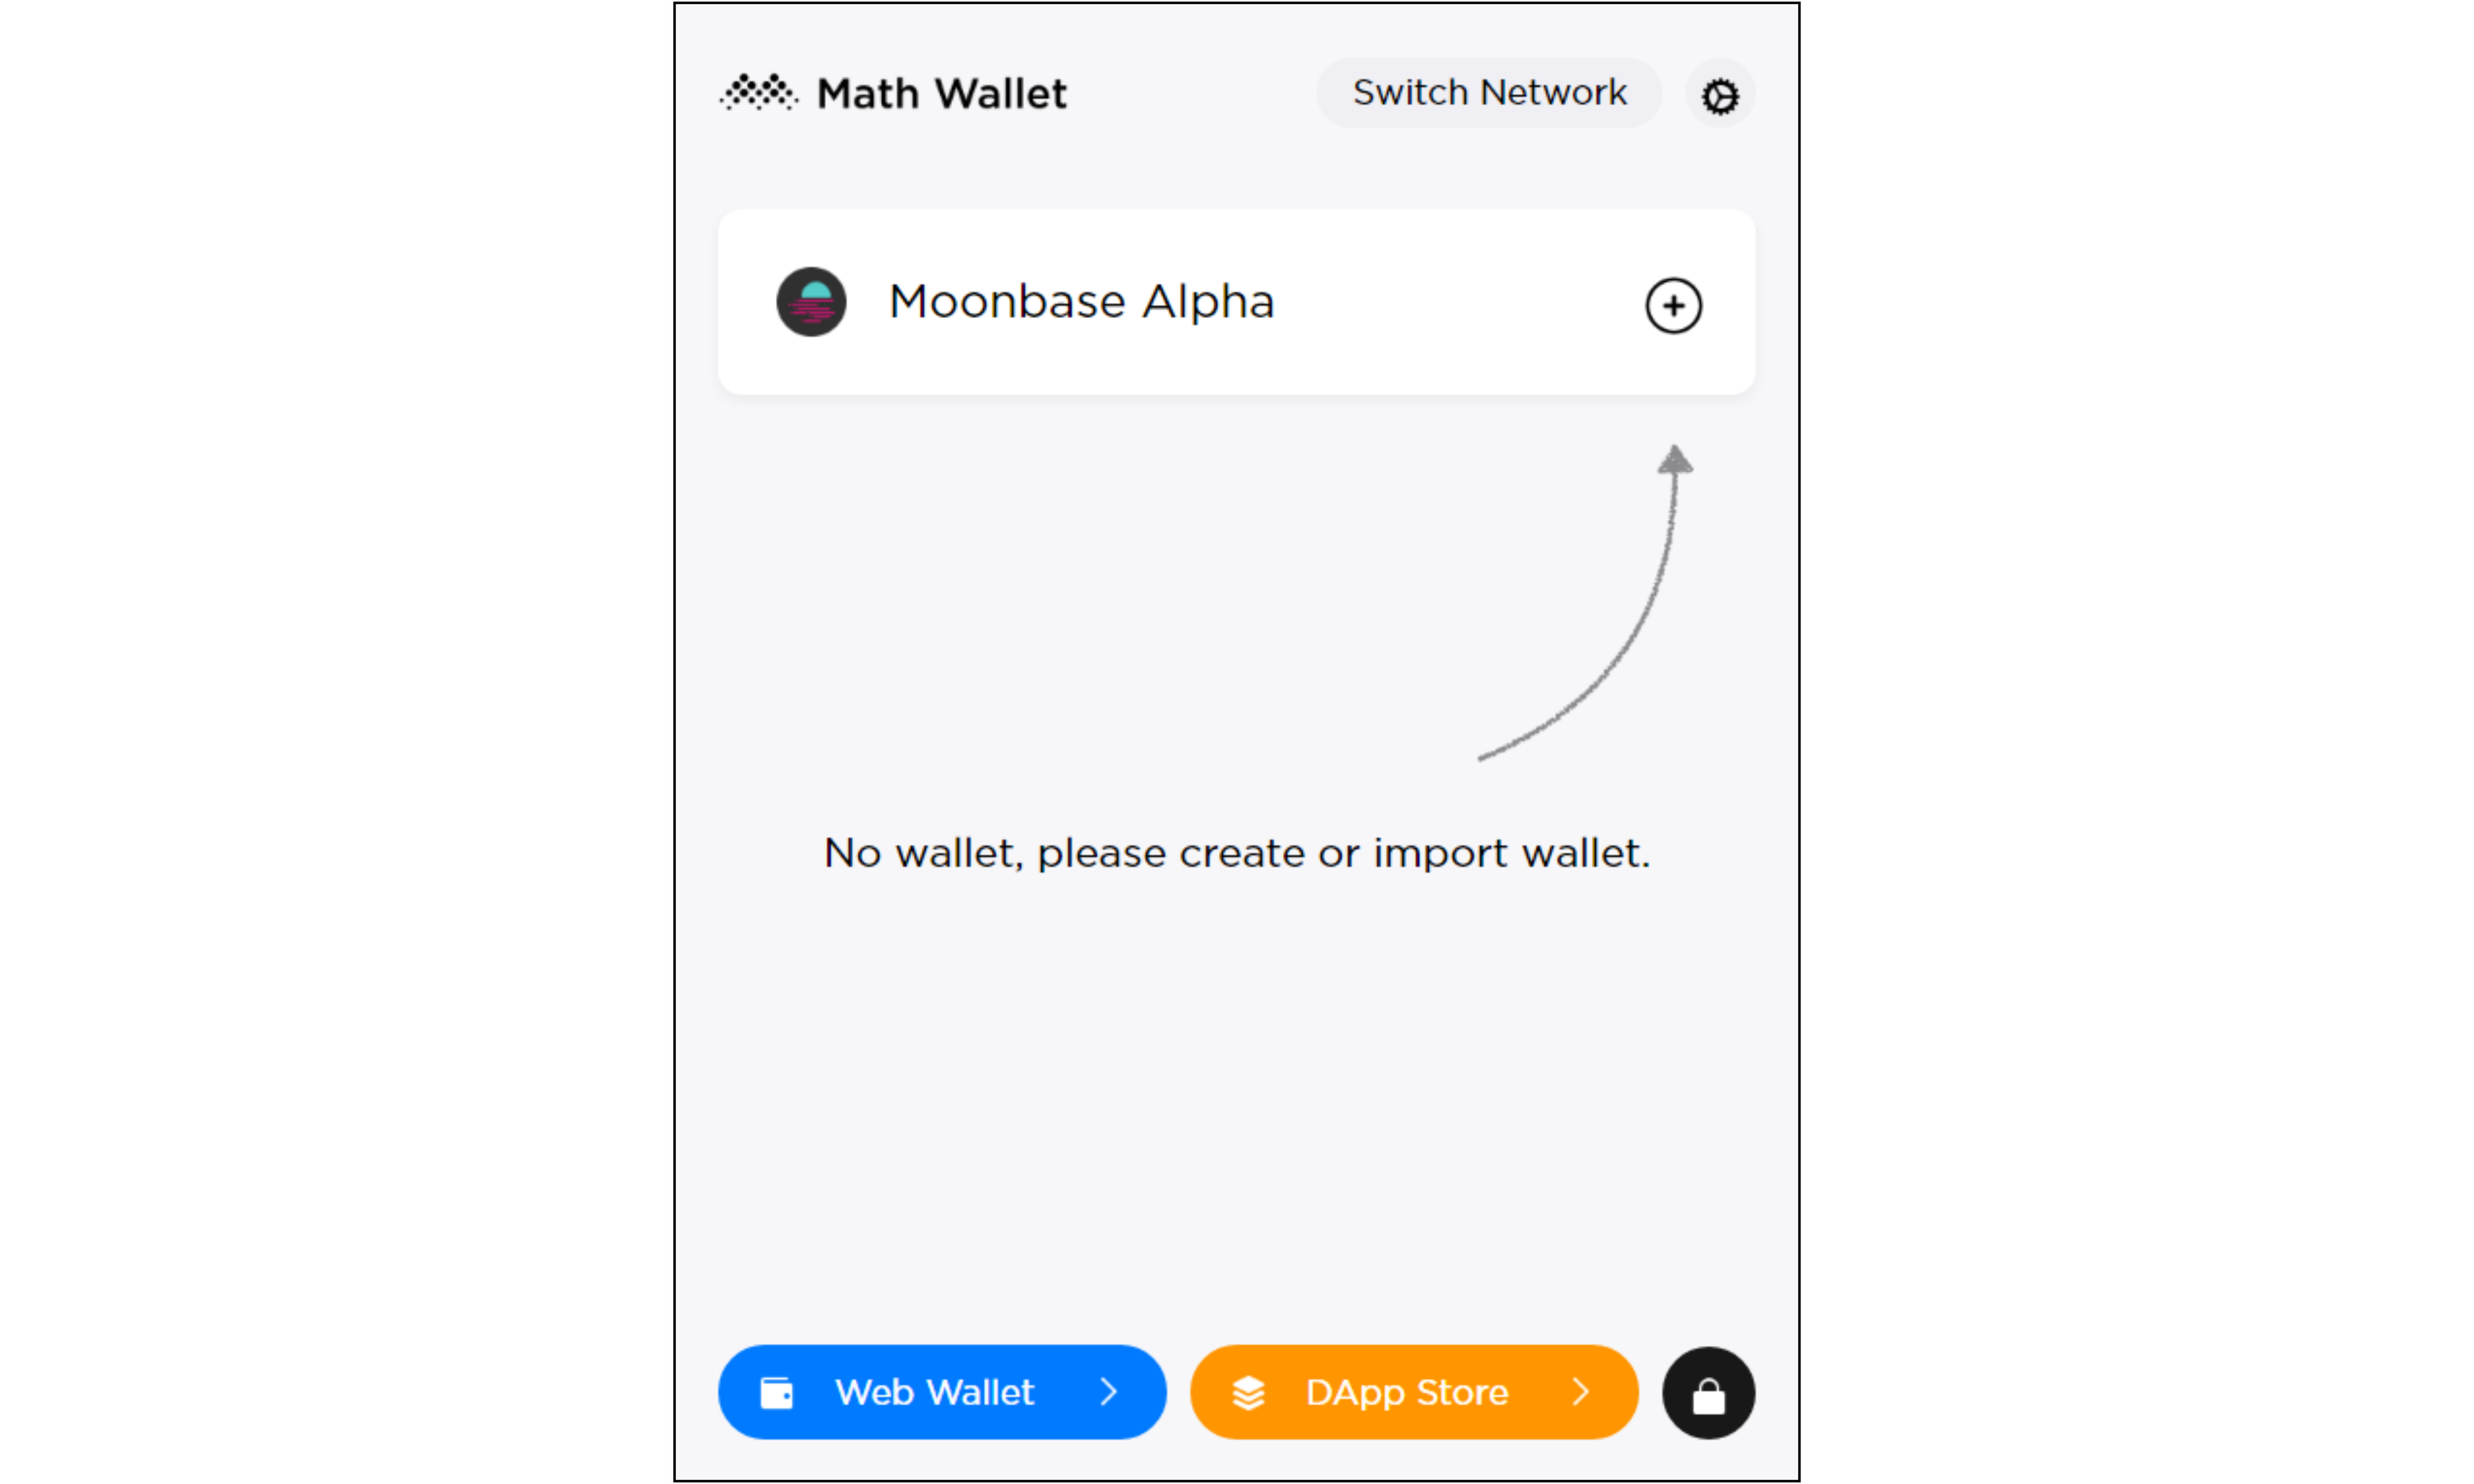 Math Wallet
Switch Network
Moonbase Alpha
No wallet, please create or import wallet.
Web Wallet
DApp Store